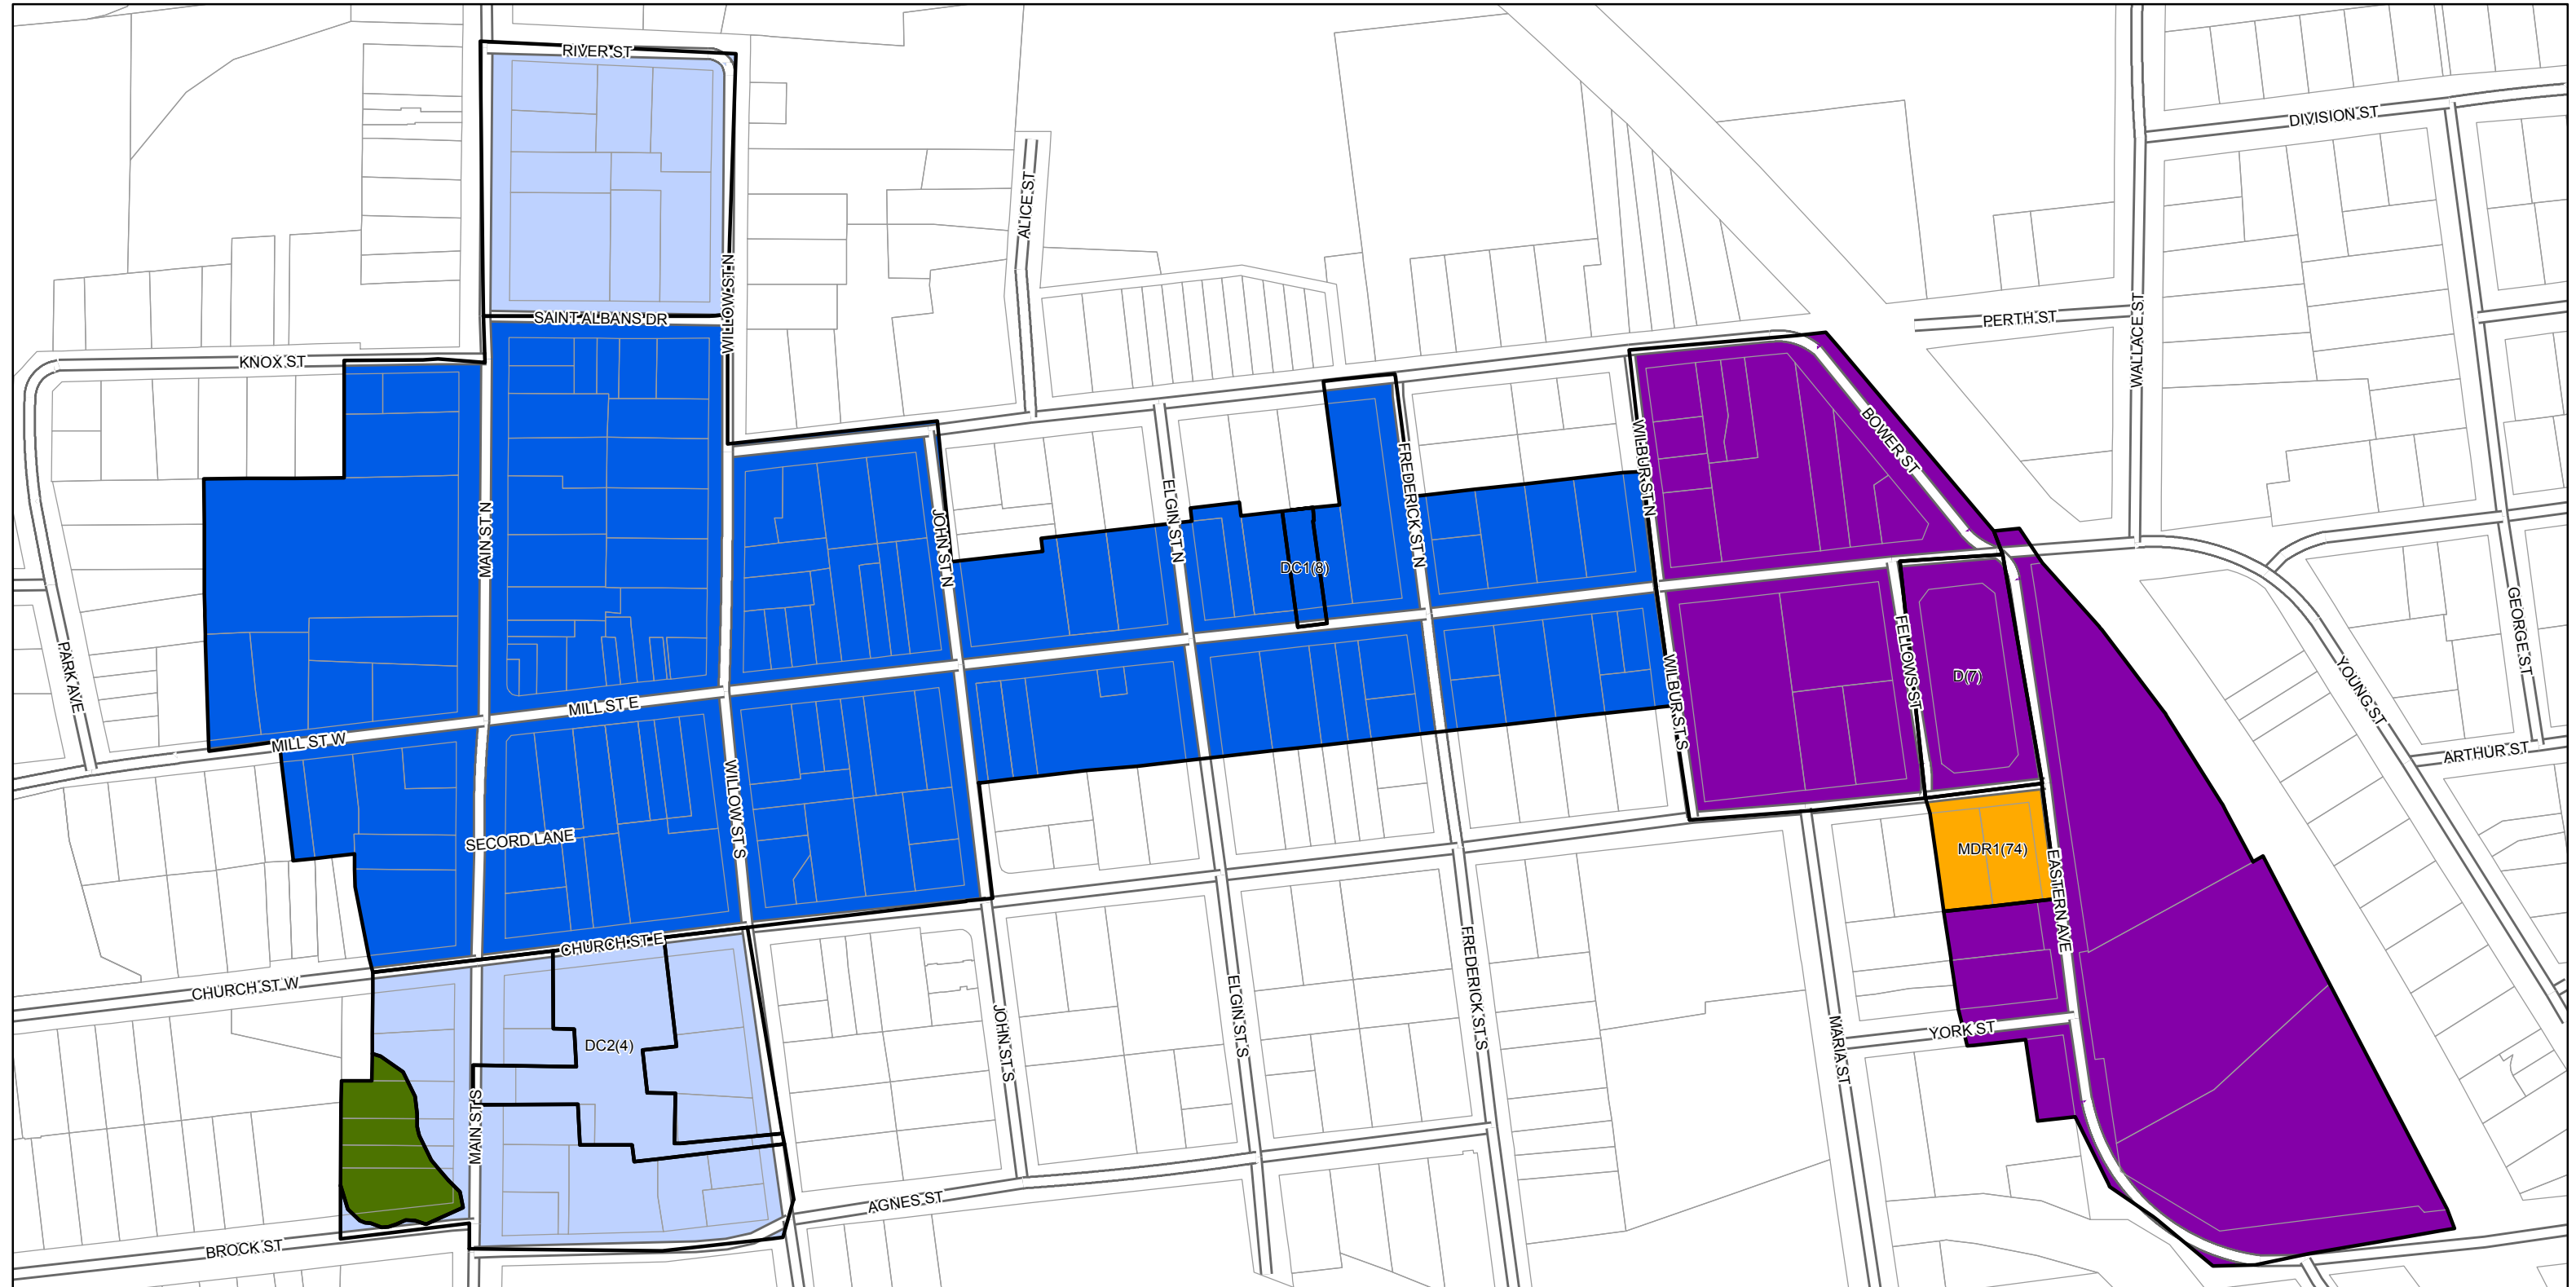 RIVER ST
DIVISION ST
ALICE ST
WILLOW ST N
SAINT ALBANS DR
PERTH ST
WALLACE ST
KNOX ST
BOWER ST
WILBUR ST N
FREDERICK ST N
ELGIN ST N
MAIN ST N
JOHN ST N
DC1(8)
GEORGE ST
PARK AVE
FELLOWS ST
D(7)
YOUNG ST
WILBUR ST S
MILL ST E
MILL ST W
ARTHUR ST
WILLOW ST S
SECORD LANE
MDR1(74)
EASTERN AVE
CHURCH ST E
CHURCH ST W
FREDERICK ST S
ELGIN ST S
JOHN ST S
YORK ST
MARIA ST
DC2(4)
MAIN ST S
AGNES ST
BROCK ST